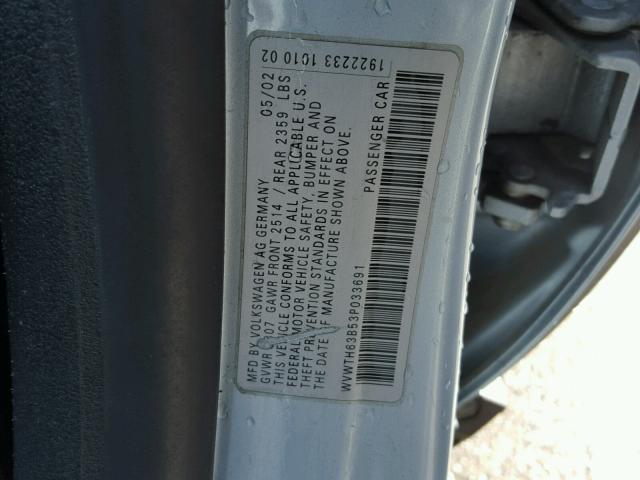 MFD BY VOLKSWAGEN AG GERMANY 05/02
GVWR GAWR FRONT 2514 / REAR 2359 LBS
THIS VEHICLE CONFORMS TO ALL APPLICABLE U.S.
FEDERAL MOTOR VEHICLE SAFETY, BUMPER AND
THEFT PREVENTION STANDARDS IN EFFECT ON
THE DATE OF MANUFACTURE SHOWN ABOVE.
WVWTH63B53P033691 PASSENGER CAR
1922233 1010 02